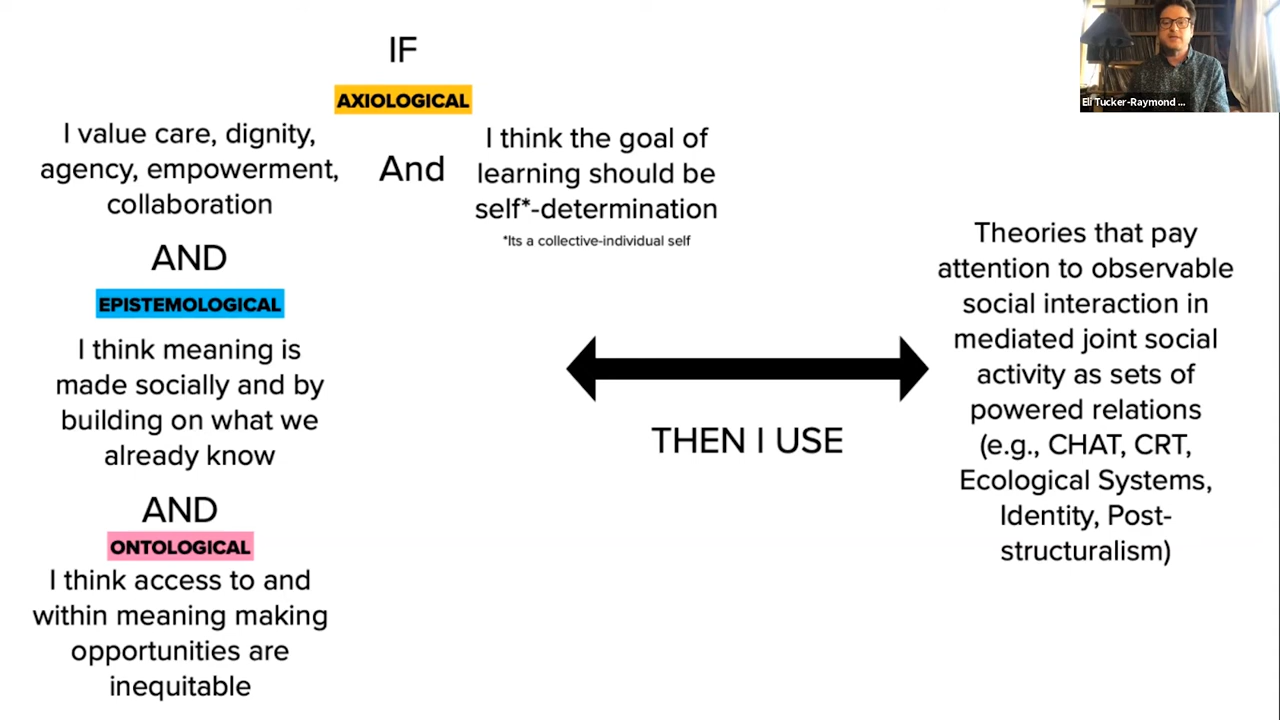 IF
AXIOLOGICAL
I value care, dignity,
agency, empowerment,
collaboration
And
I think the goal of
learning should be
self*-determination
*Its a collective-individual self
AND
EPISTEMOLOGICAL
I think meaning is
made socially and by
building on what we
already know
AND
ONTOLOGICAL
I think access to and
within meaning making
opportunities are
inequitable
THEN I USE
Theories that pay
attention to observable
social interaction in
mediated joint social
activity as sets of
powered relations
(e.g., CHAT, CRT,
Ecological Systems,
Identity, Post-
structuralism)
Eli Tucker-Raymond ...